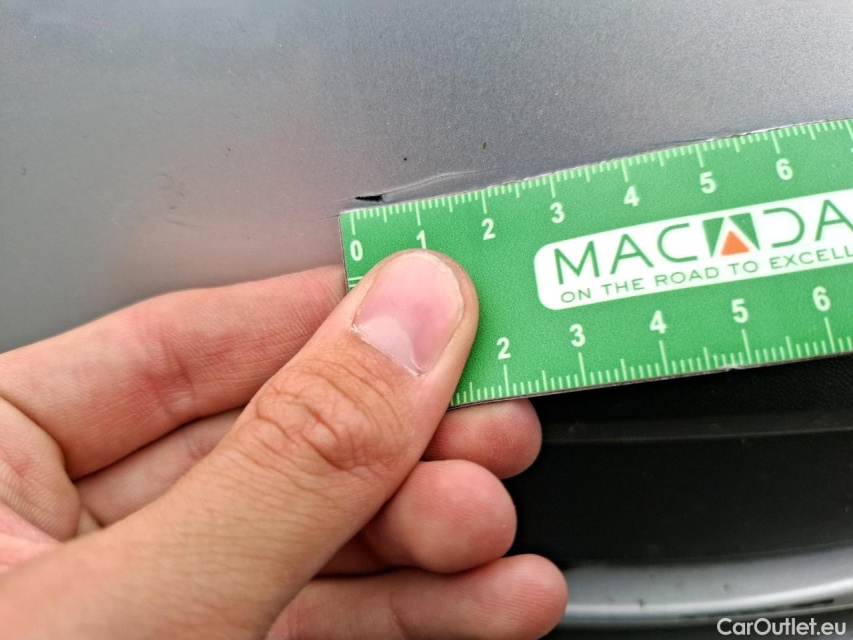 0 1 2 3 4 5 6
MACADA
ON THE ROAD TO EXCELL
2 3 4 5 6
CarOutlet.eu